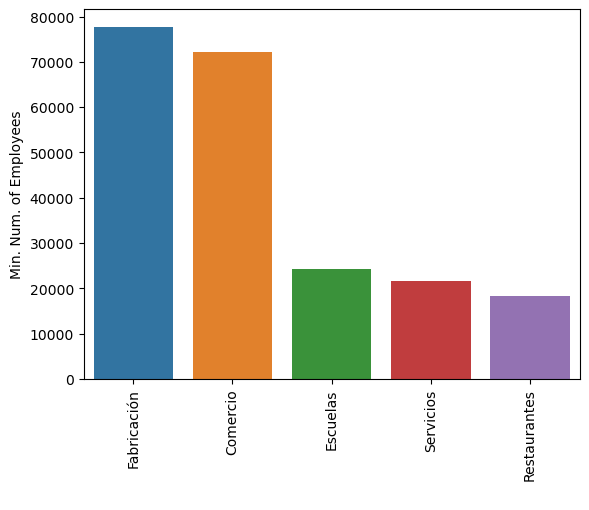 80000
70000
60000
50000
40000
30000
20000
10000
0
Min. Num. of Employees
Fabricación
Comercio
Escuelas
Servicios
Restaurantes